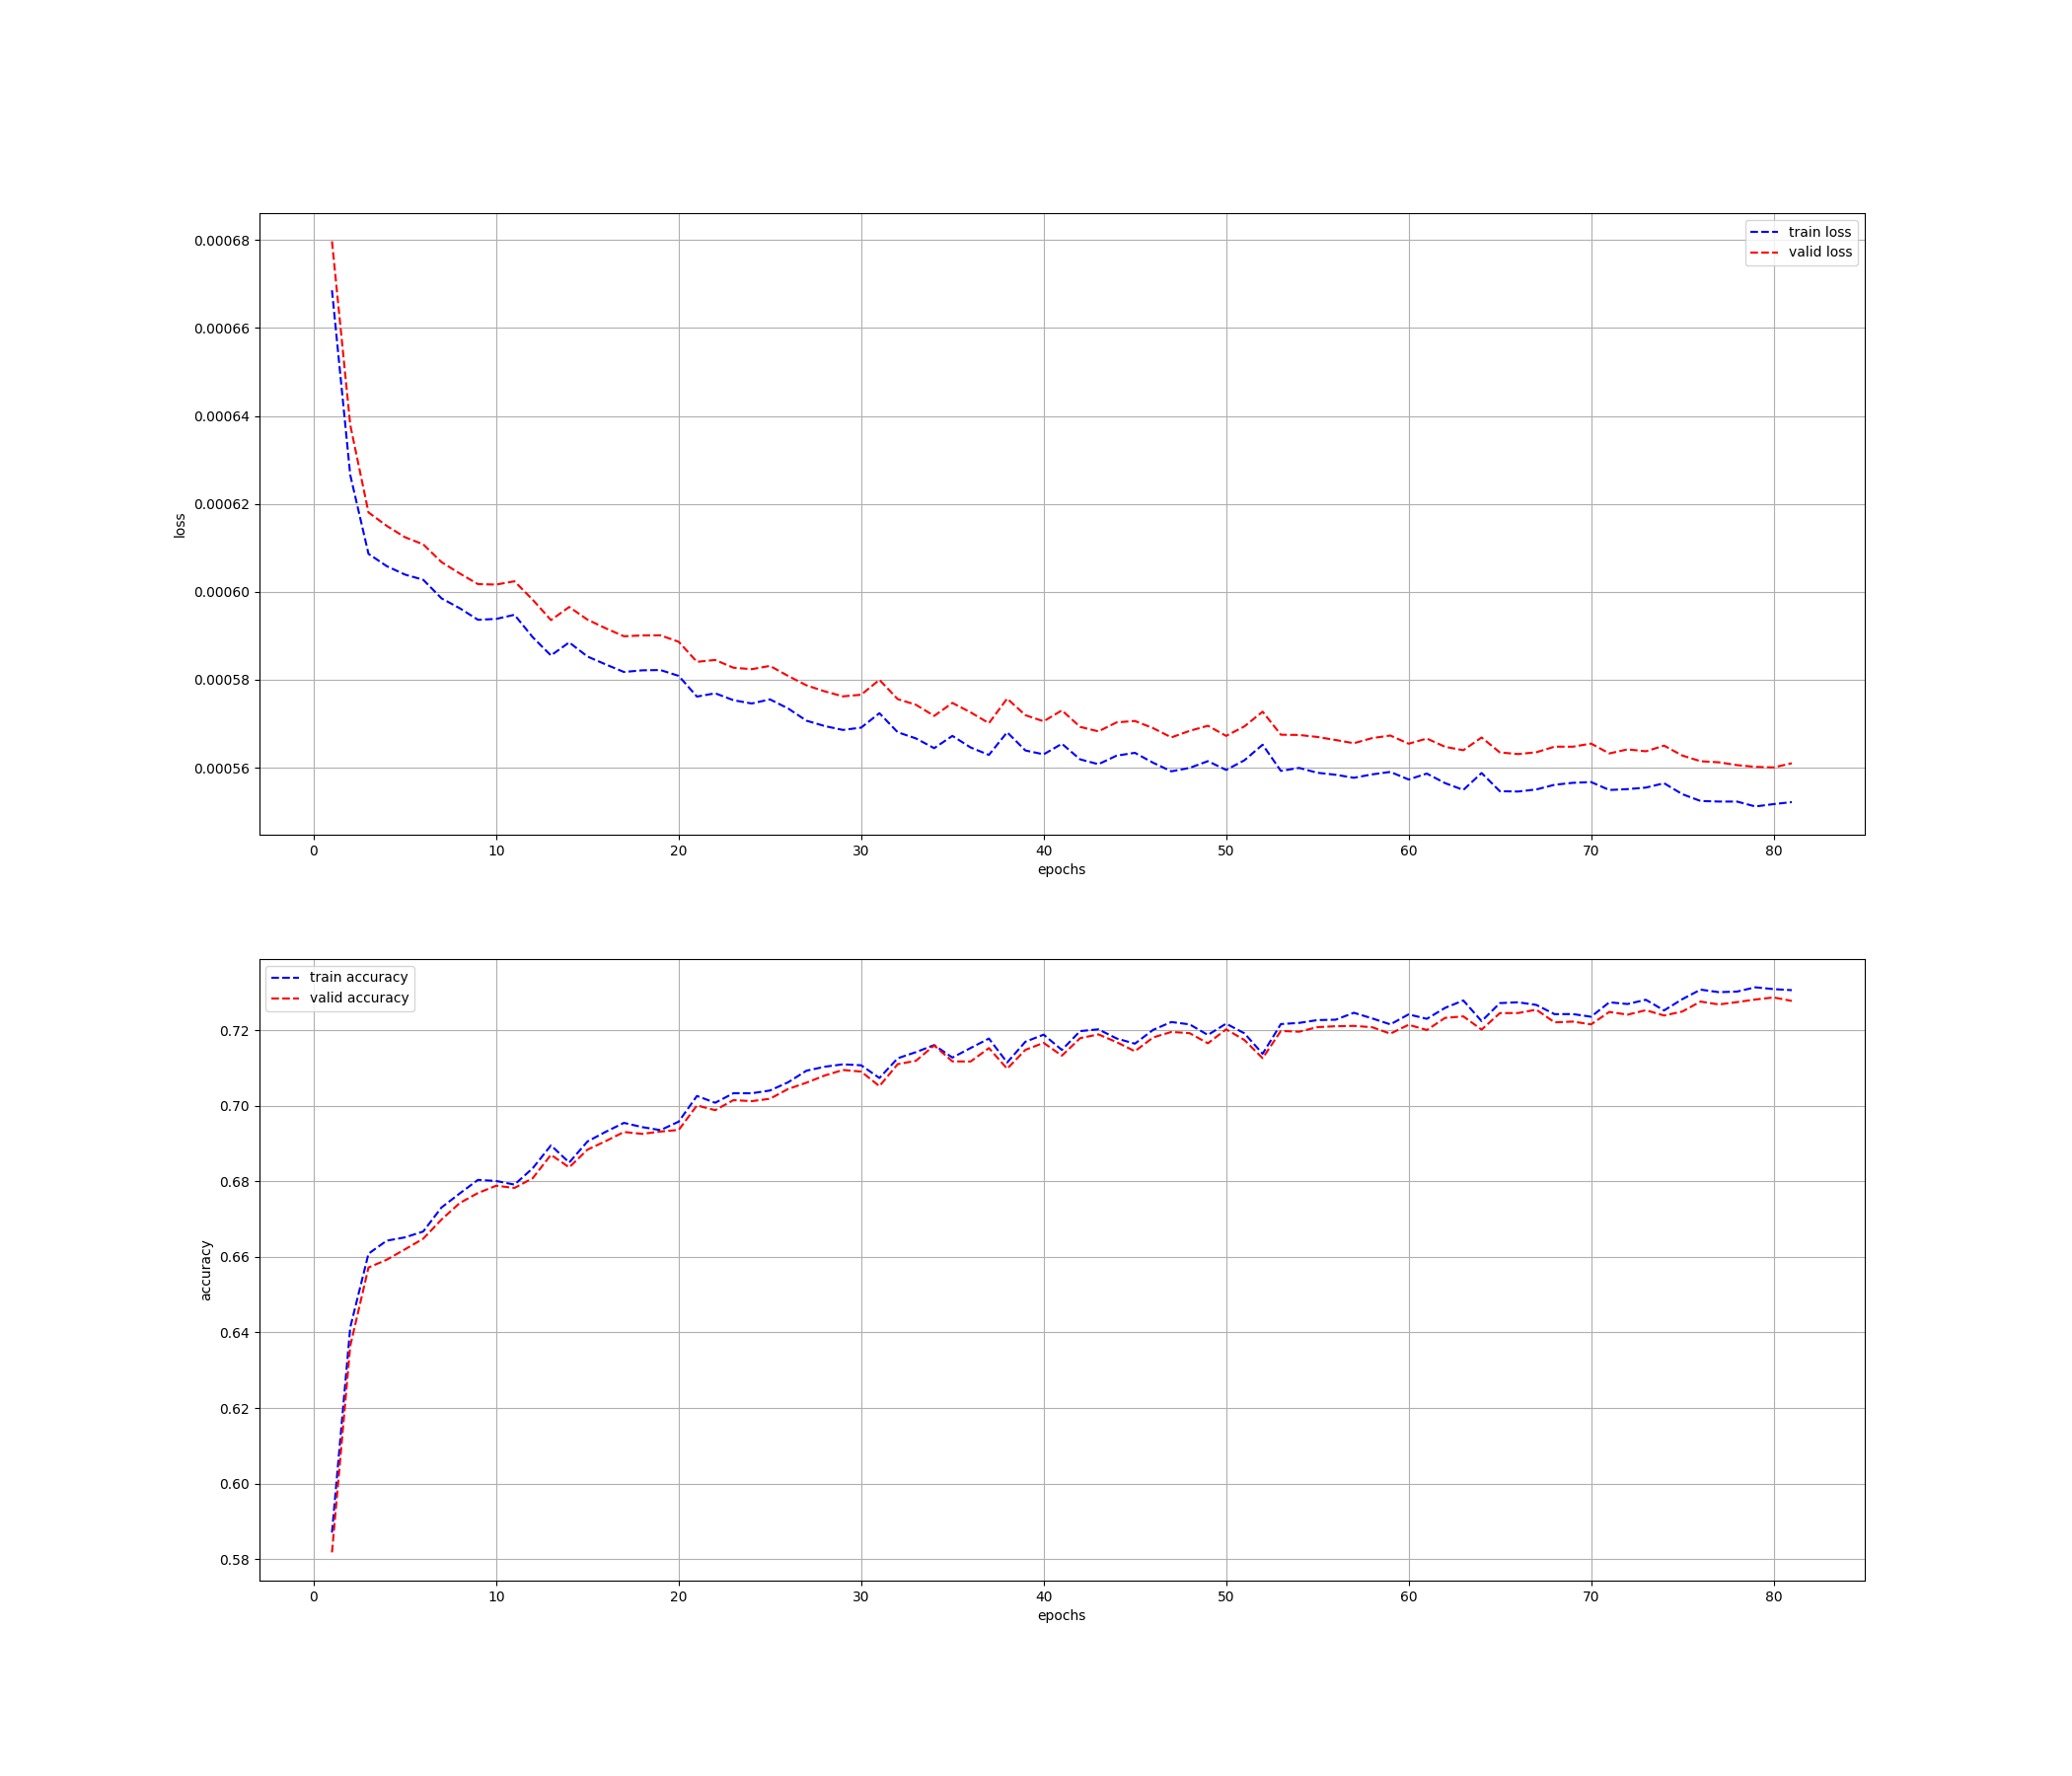 0.00068
0.00066
0.00064
0.00062
0.00060
0.00058
0.00056
loss
train loss
valid loss
0 10 20 30 40 50 60 70 80
epochs
train accuracy
valid accuracy
0.72
0.70
0.68
0.66
0.64
0.62
0.60
0.58
accuracy
0 10 20 30 40 50 60 70 80
epochs